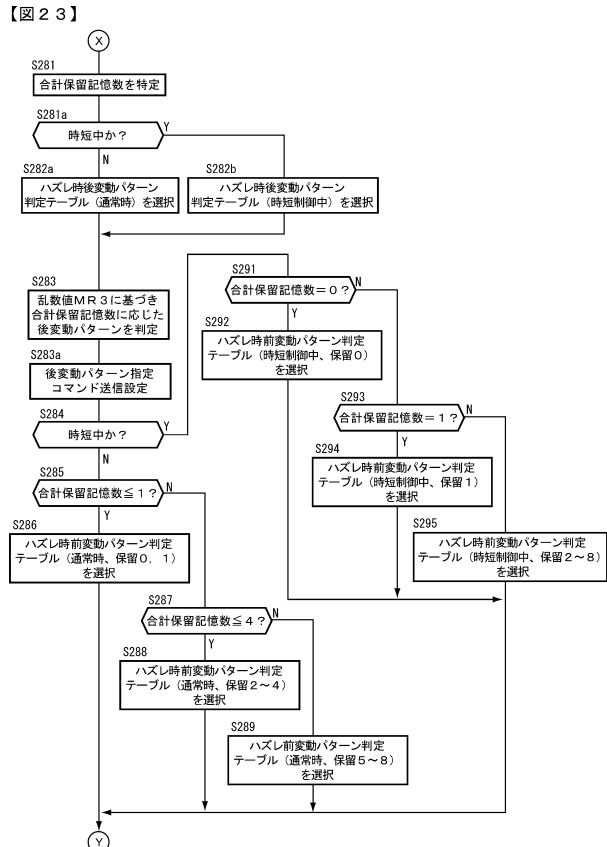 【図２３】
X
S281
合計保留記憶数を特定
S281a
時短中か？
Y
N
S282a
ハズレ時後変動パターン
判定テーブル（通常時）を選択
S282b
ハズレ時後変動パターン
判定テーブル（時短制御中）を選択
S283
乱数値ＭＲ３に基づき
合計保留記憶数に応じた
後変動パターンを判定
S283a
後変動パターン指定
コマンド送信設定
S284
時短中か？
Y
N
S285
合計保留記憶数≦１？
N
Y
S286
ハズレ時前変動パターン判定
テーブル（通常時、保留０，１）
を選択
S287
合計保留記憶数≦４？
N
Y
S288
ハズレ時前変動パターン判定
テーブル（通常時、保留２～４）
を選択
S289
ハズレ前変動パターン判定
テーブル（通常時、保留５～８）
を選択
S291
合計保留記憶数＝０？
N
Y
S292
ハズレ時前変動パターン判定
テーブル（時短制御中、保留０）
を選択
S293
合計保留記憶数＝１？
N
Y
S294
ハズレ時前変動パターン判定
テーブル（時短制御中、保留１）
を選択
S295
ハズレ時前変動パターン判定
テーブル（時短制御中、保留２～８）
を選択
Y